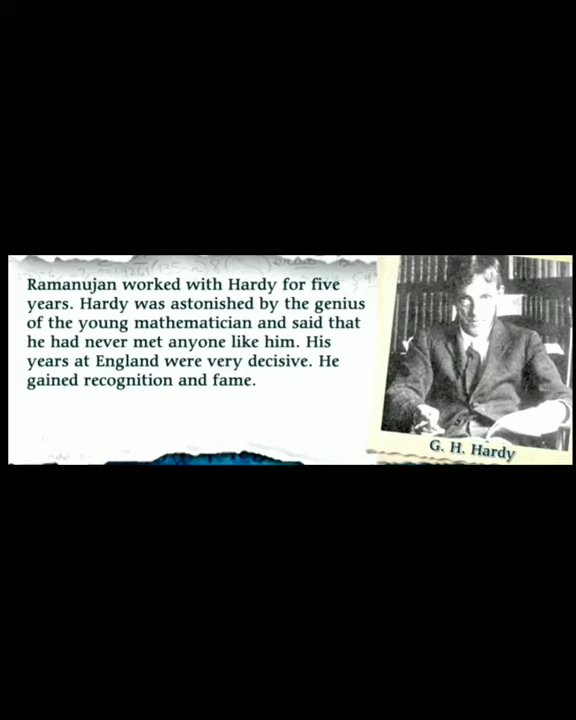 Ramanujan worked with Hardy for five
years. Hardy was astonished by the genius
of the young mathematician and said that
he had never met anyone like him. His
years at England were very decisive. He
gained recognition and fame.
G. H. Hardy